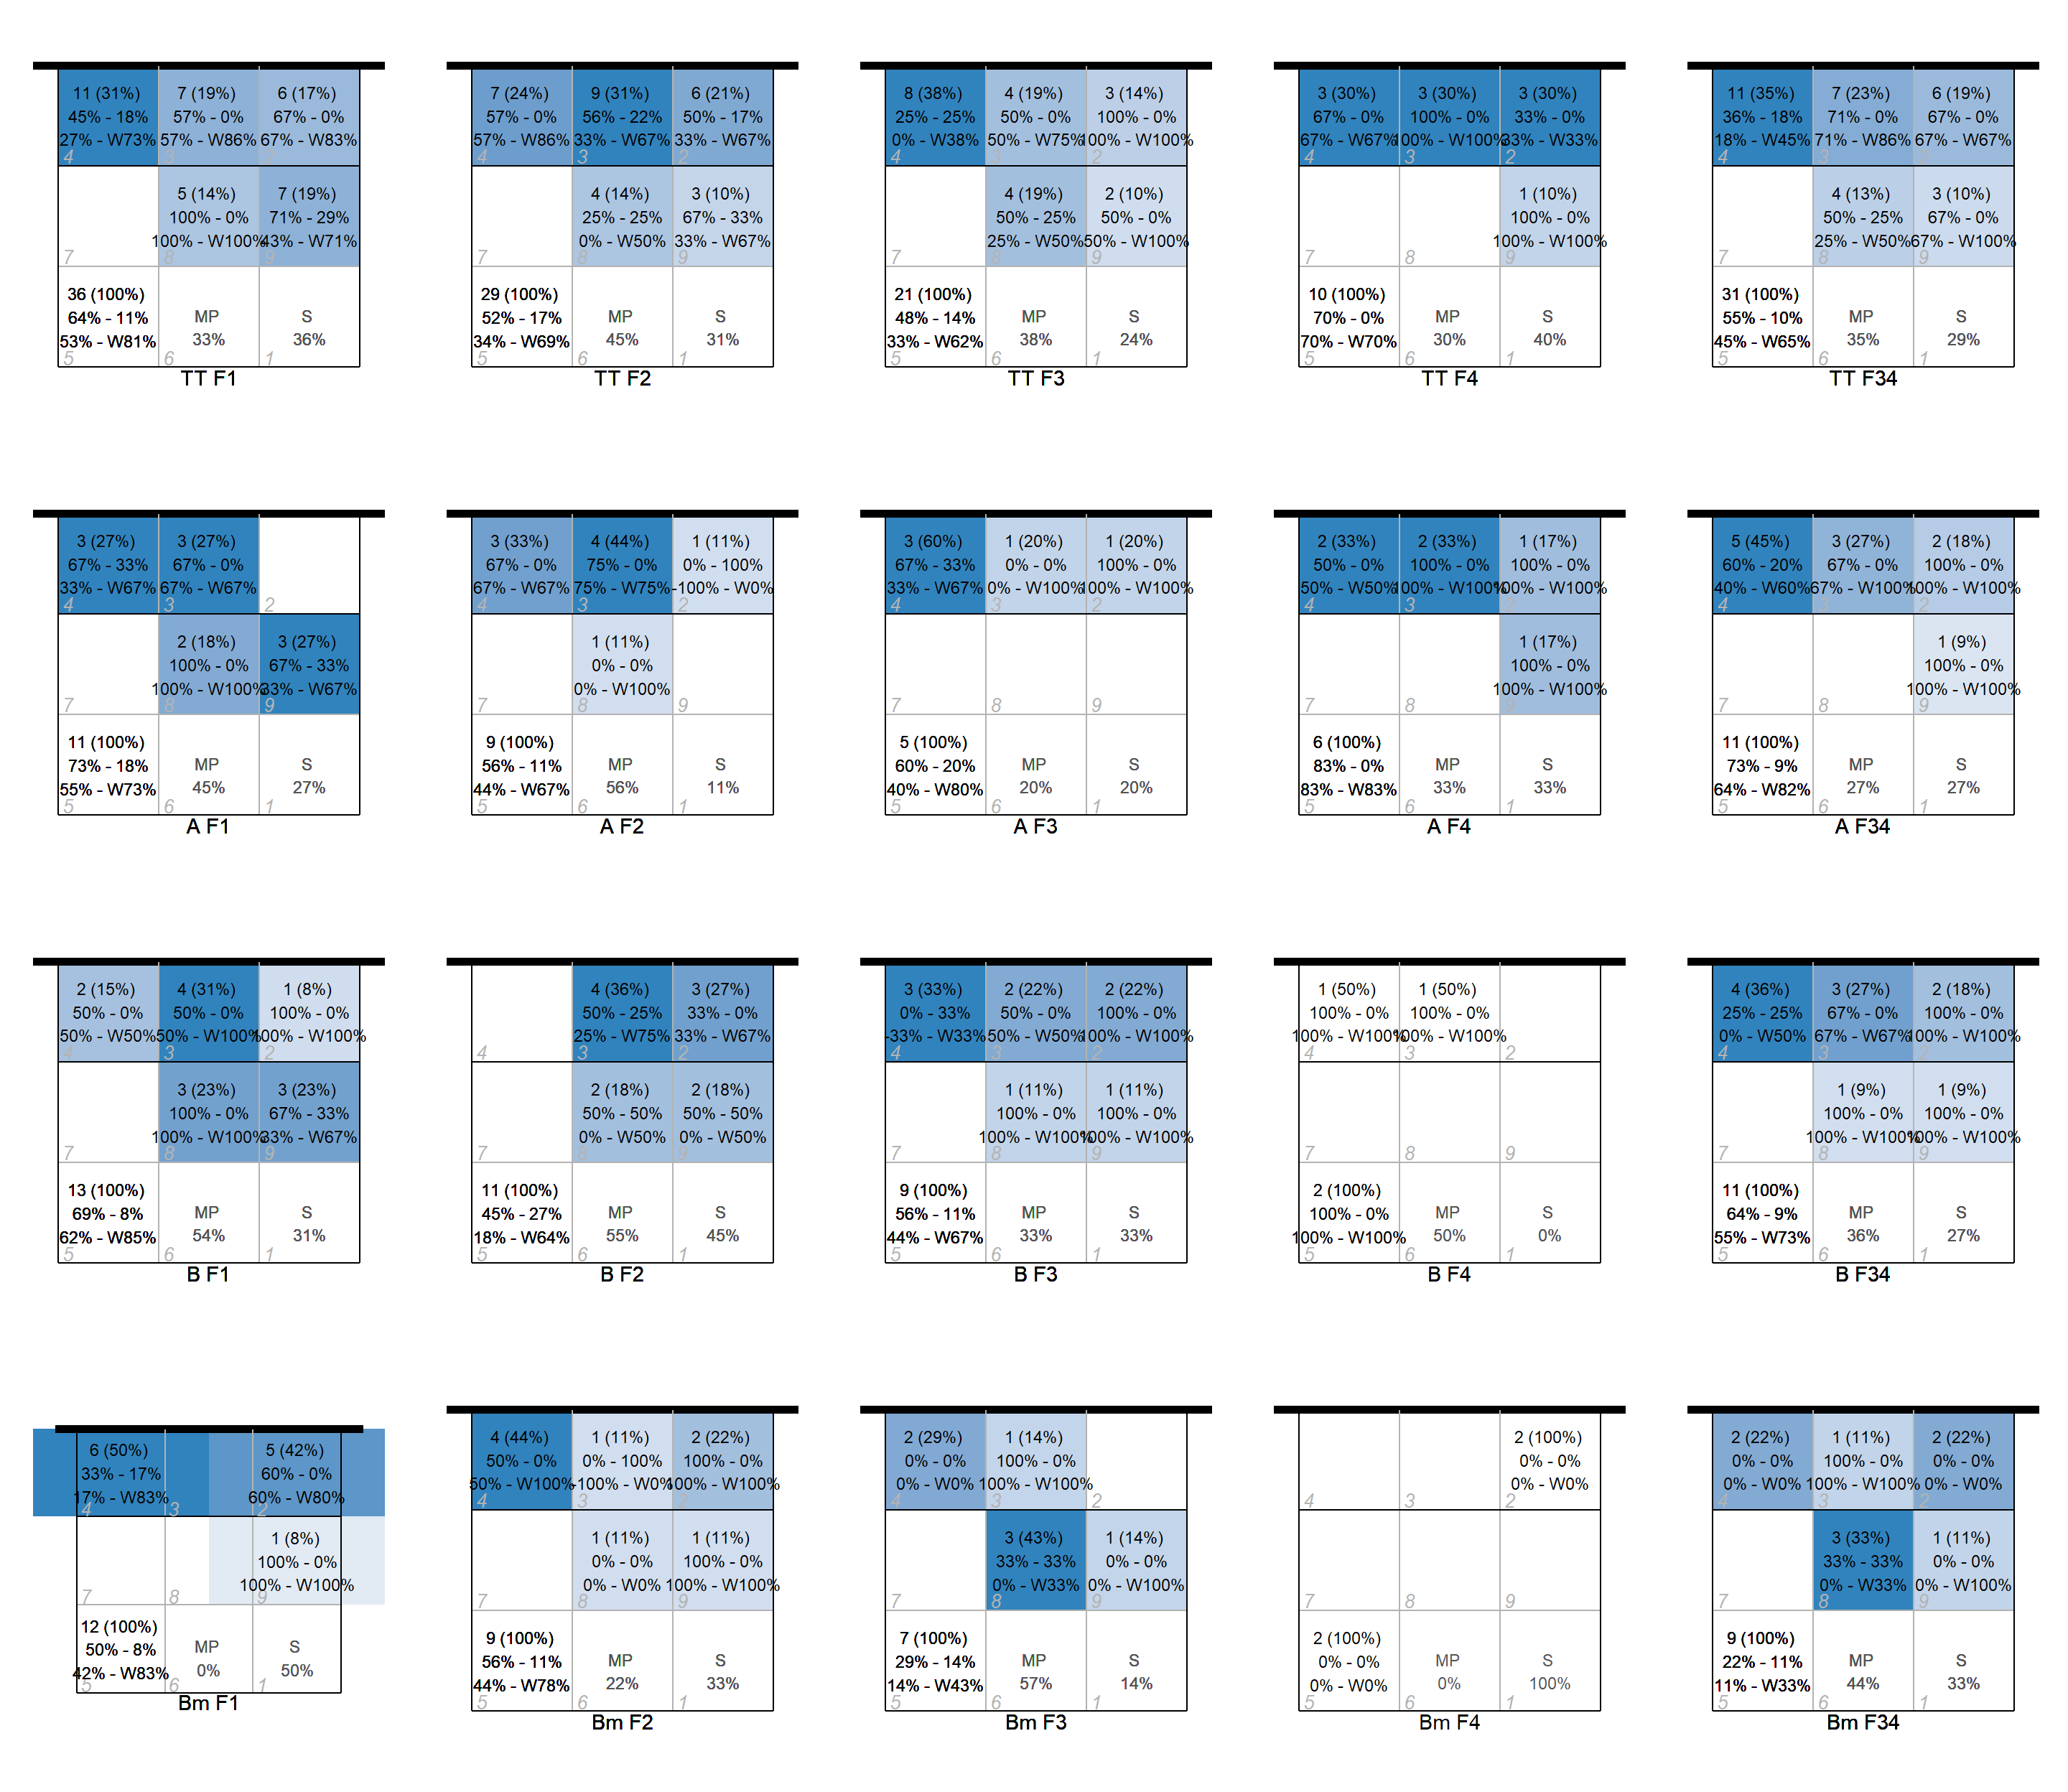 11 (31%)
45% - 18%
27% - W73%
4
7 (19%)
57% - 0%
57% - W86%
3
6 (17%)
67% - 0%
67% - W83%
2
7
5 (14%)
100% - 0%
100% - W100%
8
7 (19%)
71% - 29%
43% - W71%
9
36 (100%)
64% - 11%
53% - W81%
5
MP
33%
6
S
36%
1
TT F1
7 (24%)
57% - 0%
57% - W86%
4
9 (31%)
56% - 22%
33% - W67%
3
6 (21%)
50% - 17%
33% - W67%
2
7
4 (14%)
25% - 25%
0% - W50%
8
3 (10%)
67% - 33%
33% - W67%
9
29 (100%)
52% - 17%
34% - W69%
5
MP
45%
6
S
31%
1
TT F2
8 (38%)
25% - 25%
0% - W38%
4
4 (19%)
50% - 0%
50% - W75%
3
3 (14%)
100% - 0%
100% - W100%
2
7
4 (19%)
50% - 25%
25% - W50%
8
2 (10%)
50% - 0%
50% - W100%
9
21 (100%)
48% - 14%
33% - W62%
5
MP
38%
6
S
24%
1
TT F3
3 (30%)
67% - 0%
67% - W67%
4
3 (30%)
100% - 0%
100% - W100%
3
3 (30%)
33% - 0%
33% - W33%
2
7
8
1 (10%)
100% - 0%
100% - W100%
9
10 (100%)
70% - 0%
70% - W70%
5
MP
30%
6
S
40%
1
TT F4
11 (35%)
36% - 18%
18% - W45%
4
7 (23%)
71% - 0%
71% - W86%
3
6 (19%)
67% - 0%
67% - W67%
2
7
4 (13%)
50% - 25%
25% - W50%
8
3 (10%)
67% - 0%
67% - W100%
9
31 (100%)
55% - 10%
45% - W65%
5
MP
35%
6
S
29%
1
TT F34
3 (27%)
67% - 33%
33% - W67%
4
3 (27%)
67% - 0%
67% - W67%
3
2
7
2 (18%)
100% - 0%
100% - W100%
8
3 (27%)
67% - 33%
33% - W67%
9
11 (100%)
73% - 18%
55% - W73%
5
MP
45%
6
S
27%
1
A F1
3 (33%)
67% - 0%
67% - W67%
4
4 (44%)
75% - 0%
75% - W75%
3
1 (11%)
0% - 100%
-100% - W0%
2
7
1 (11%)
0% - 0%
0% - W100%
8
9
9 (100%)
56% - 11%
44% - W67%
5
MP
56%
6
S
11%
1
A F2
3 (60%)
67% - 33%
33% - W67%
4
1 (20%)
0% - 0%
0% - W100%
3
1 (20%)
100% - 0%
100% - W100%
2
7
8
9
5 (100%)
60% - 20%
40% - W80%
5
MP
20%
6
S
20%
1
A F3
2 (33%)
50% - 0%
50% - W50%
4
2 (33%)
100% - 0%
100% - W100%
3
1 (17%)
100% - 0%
100% - W100%
2
7
8
1 (17%)
100% - 0%
100% - W100%
9
6 (100%)
83% - 0%
83% - W83%
5
MP
33%
6
S
33%
1
A F4
5 (45%)
60% - 20%
40% - W60%
4
3 (27%)
67% - 0%
67% - W100%
3
2 (18%)
100% - 0%
100% - W100%
2
7
8
1 (9%)
100% - 0%
100% - W100%
9
11 (100%)
73% - 9%
64% - W82%
5
MP
27%
6
S
27%
1
A F34
2 (15%)
50% - 0%
50% - W50%
4
4 (31%)
50% - 0%
50% - W100%
3
1 (8%)
100% - 0%
100% - W100%
2
7
3 (23%)
100% - 0%
100% - W100%
8
3 (23%)
67% - 33%
33% - W67%
9
13 (100%)
69% - 8%
62% - W85%
5
MP
54%
6
S
31%
1
B F1
4
4 (36%)
50% - 25%
25% - W75%
3
3 (27%)
33% - 0%
33% - W67%
2
7
2 (18%)
50% - 50%
0% - W50%
8
2 (18%)
50% - 50%
0% - W50%
9
11 (100%)
45% - 27%
18% - W64%
5
MP
55%
6
S
45%
1
B F2
3 (33%)
0% - 33%
-33% - W33%
4
2 (22%)
50% - 0%
50% - W50%
3
2 (22%)
100% - 0%
100% - W100%
2
7
1 (11%)
100% - 0%
100% - W100%
8
1 (11%)
100% - 0%
100% - W100%
9
9 (100%)
56% - 11%
44% - W67%
5
MP
33%
6
S
33%
1
B F3
1 (50%)
100% - 0%
100% - W100%
4
1 (50%)
100% - 0%
100% - W100%
3
2
7
8
9
2 (100%)
100% - 0%
100% - W100%
5
MP
50%
6
S
0%
1
B F4
4 (36%)
25% - 25%
0% - W50%
4
3 (27%)
67% - 0%
67% - W67%
3
2 (18%)
100% - 0%
100% - W100%
2
7
1 (9%)
100% - 0%
100% - W100%
8
1 (9%)
100% - 0%
100% - W100%
9
11 (100%)
64% - 9%
55% - W73%
5
MP
36%
6
S
27%
1
B F34
6 (50%)
33% - 17%
17% - W83%
4
3
5 (42%)
60% - 0%
60% - W80%
2
7
8
1 (8%)
100% - 0%
100% - W100%
9
12 (100%)
50% - 8%
42% - W83%
5
MP
0%
6
S
50%
1
Bm F1
4 (44%)
50% - 0%
50% - W100%
4
1 (11%)
0% - 100%
-100% - W0%
3
2 (22%)
100% - 0%
100% - W100%
2
7
1 (11%)
0% - 0%
0% - W0%
8
1 (11%)
100% - 0%
100% - W100%
9
9 (100%)
56% - 11%
44% - W78%
5
MP
22%
6
S
33%
1
Bm F2
2 (29%)
0% - 0%
0% - W0%
4
1 (14%)
100% - 0%
100% - W100%
3
2
7
3 (43%)
33% - 33%
0% - W33%
8
1 (14%)
0% - 0%
0% - W100%
9
7 (100%)
29% - 14%
14% - W43%
5
MP
57%
6
S
14%
1
Bm F3
4
3
2 (100%)
0% - 0%
0% - W0%
2
7
8
9
2 (100%)
0% - 0%
0% - W0%
5
MP
0%
6
S
100%
1
Bm F4
2 (22%)
0% - 0%
0% - W0%
4
1 (11%)
100% - 0%
100% - W100%
3
2 (22%)
0% - 0%
0% - W0%
2
7
3 (33%)
33% - 33%
0% - W33%
8
1 (11%)
0% - 0%
0% - W100%
9
9 (100%)
22% - 11%
11% - W33%
5
MP
44%
6
S
33%
1
Bm F34